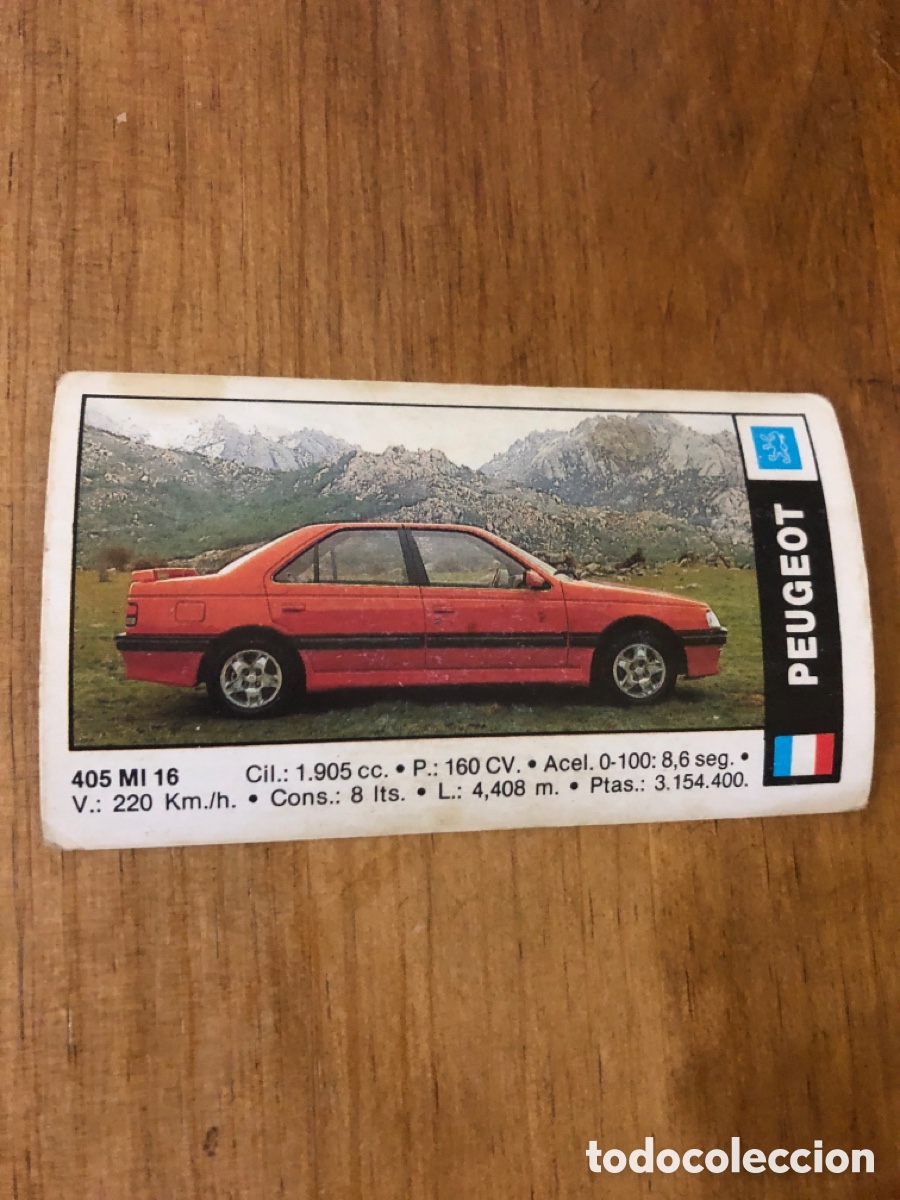 PEUGEOT
405 MI 16 Cil.: 1.905 cc. • P.: 160 CV. • Acel. 0-100: 8,6 seg. •
V.: 220 Km./h. • Cons.: 8 lts. • L.: 4,408 m. • Ptas.: 3.154.400.
todocoleccion